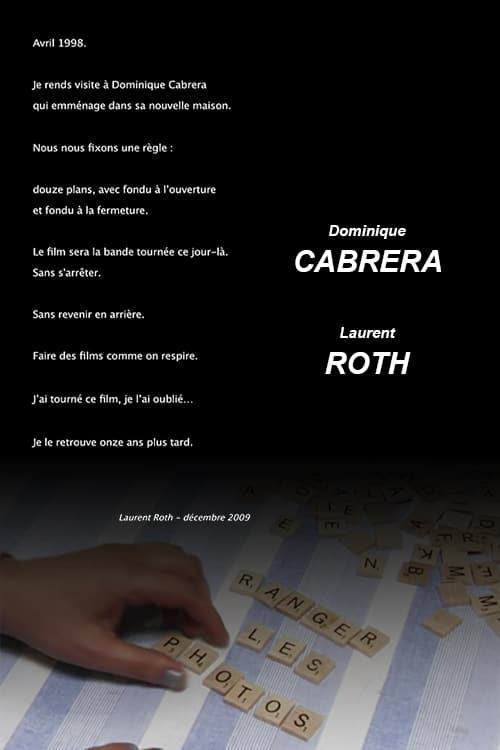 Avril 1998.
Je rends visite à Dominique Cabrera
qui emménage dans sa nouvelle maison.
Nous nous fixons une règle :
douze plans, avec fondu à l'ouverture
et fondu à la fermeture.
Le film sera la bande tournée ce jour-là.
Sans s'arrêter.
Sans revenir en arrière.
Faire des films comme on respire.
J'ai tourné ce film, je l'ai oublié...
Je le retrouve onze ans plus tard.
Laurent Roth – décembre 2009
Dominique
CABRERA
Laurent
ROTH
RANGER
LES
PHOTOS